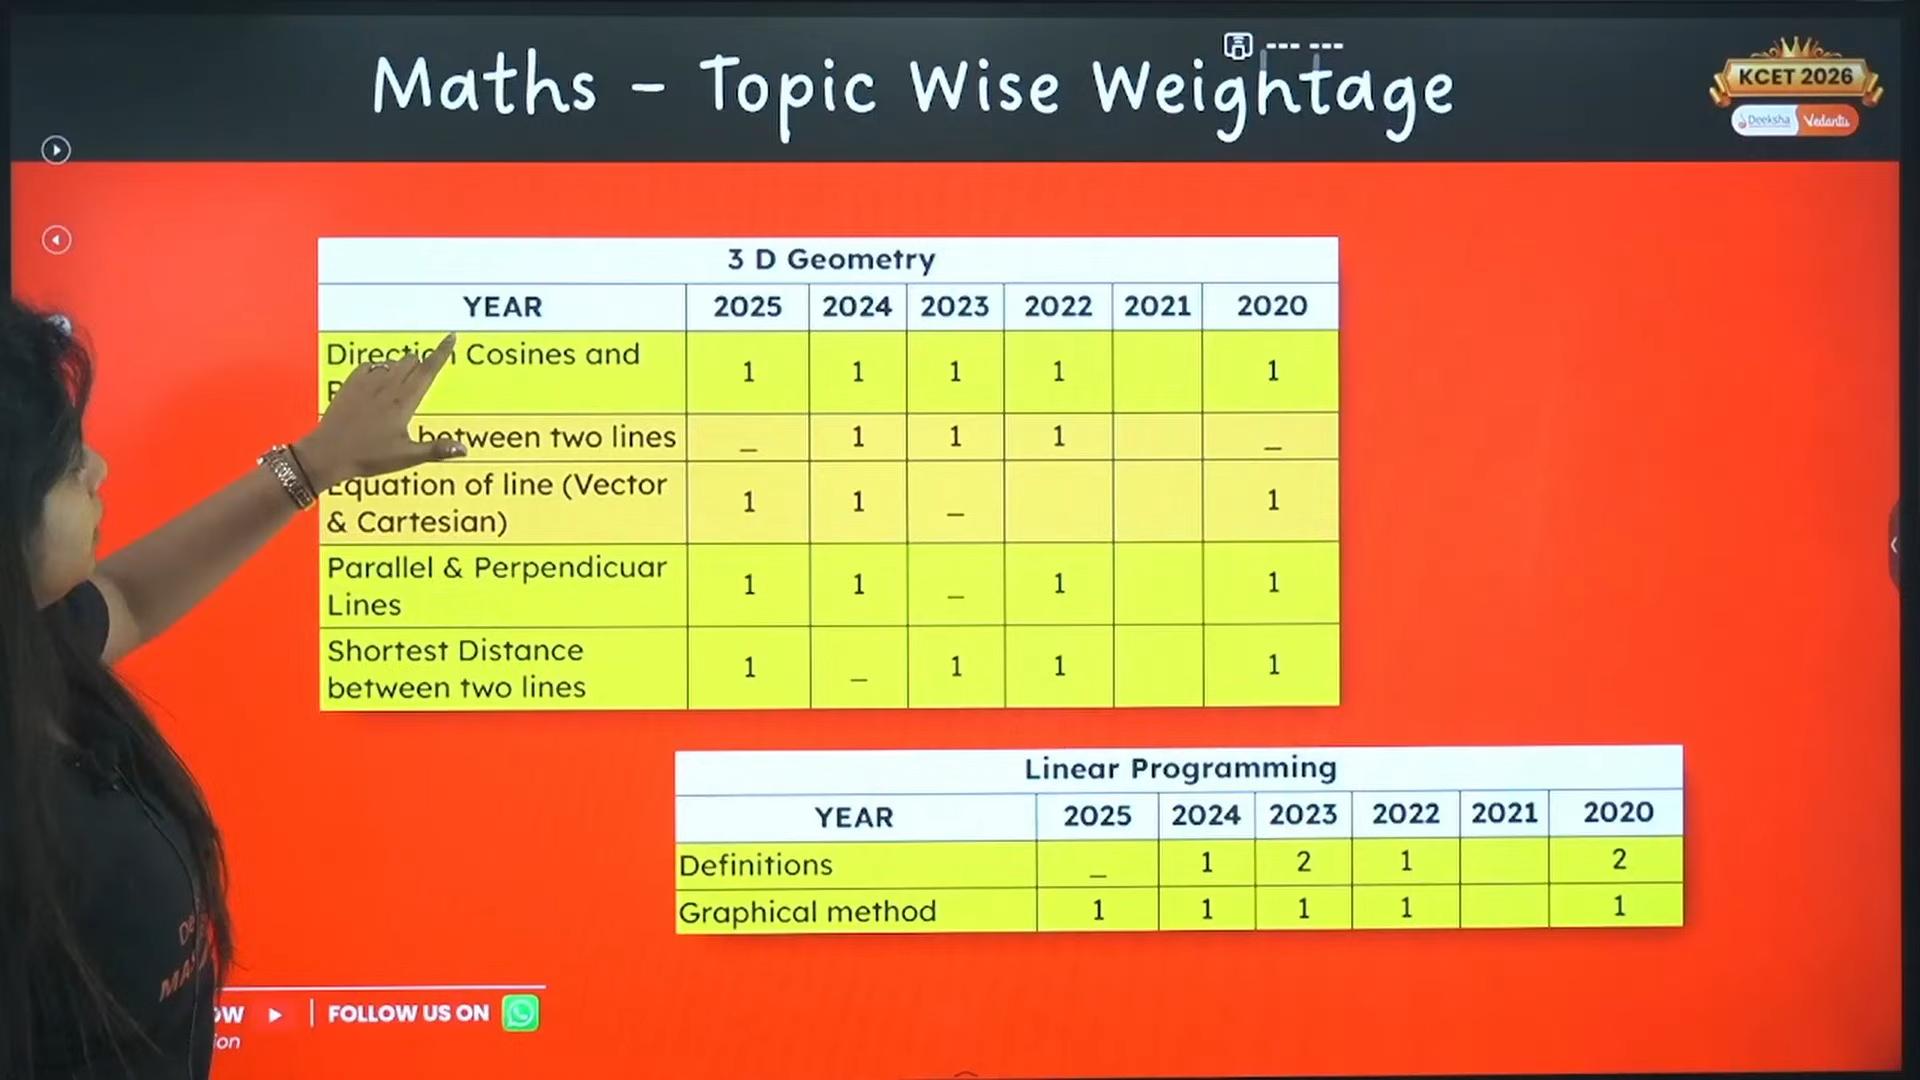 Maths - Topic Wise Weightage
KCET 2026
Deeksha Vedantu
3 D Geometry
YEAR 2025 2024 2023 2022 2021 2020
Direction Cosines and
1 1 1 1 1
between two lines _ 1 1 1 _
Equation of line (Vector
& Cartesian) 1 1 _ 1
Parallel & Perpendicuar
Lines 1 1 _ 1 1
Shortest Distance
between two lines 1 _ 1 1 1
Linear Programming
YEAR 2025 2024 2023 2022 2021 2020
Definitions _ 1 2 1 2
Graphical method 1 1 1 1 1
FOLLOW US ON